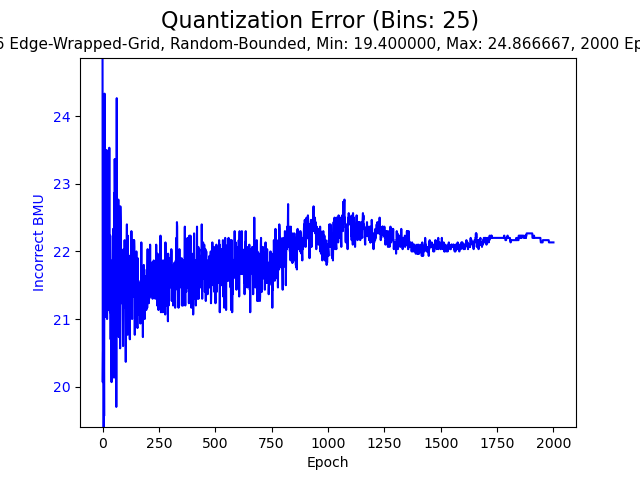 Quantization Error (Bins: 25)
6 Edge-Wrapped-Grid, Random-Bounded, Min: 19.400000, Max: 24.866667, 2000 Ep
24
23
22
21
20
Incorrect BMU
0 250 500 750 1000 1250 1500 1750 2000
Epoch